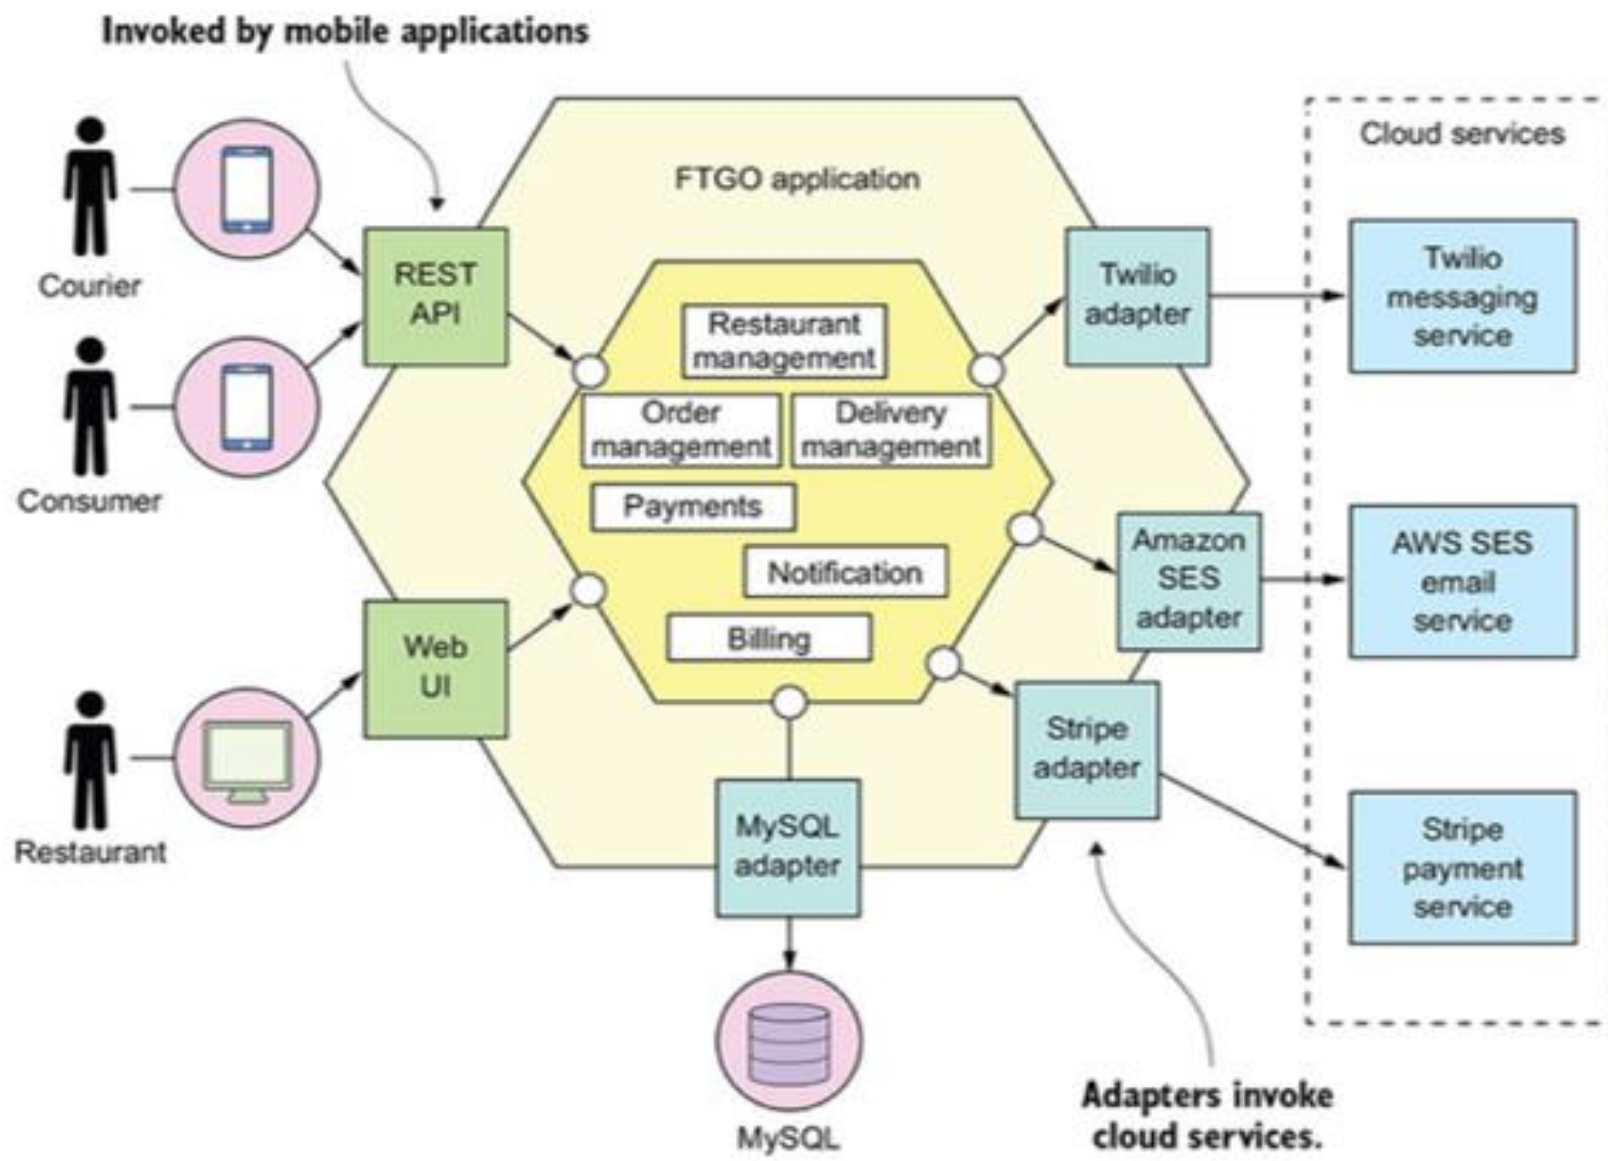 Invoked by mobile applications
Courier
Consumer
Restaurant
REST
API
Web
UI
FTGO application
Restaurant
management
Order
management
Delivery
management
Payments
Notification
Billing
Twilio
adapter
Amazon
SES
adapter
Stripe
adapter
MySQL
adapter
MySQL
Cloud services
Twilio
messaging
service
AWS SES
email
service
Stripe
payment
service
Adapters invoke
cloud services.